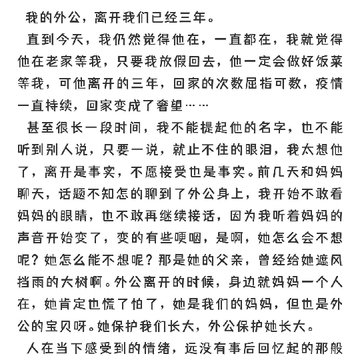 我的外公，离开我们已经三年。
直到今天，我仍然觉得他在，一直都在，我就觉得
他在老家等我，只要我放假回去，他一定会做好饭菜
等我，可他离开的三年，回家的次数屈指可数，疫情
一直持续，回家变成了奢望……
甚至很长一段时间，我不能提起他的名字，也不能
听到别人说，只要一说，就止不住的眼泪，我太想他
了，离开是事实，不愿接受也是事实。前几天和妈妈
聊天，话题不知怎的聊到了外公身上，我开始不敢看
妈妈的眼睛，也不敢再继续接话，因为我听着妈妈的
声音开始变了，变的有些哽咽，是啊，她怎么会不想
呢？她怎么能不想呢？那是她的父亲，曾经给她遮风
挡雨的大树啊。外公离开的时候，身边就妈妈一个人
在，她肯定也慌了怕了，她是我们的妈妈，但也是外
公的宝贝呀。她保护我们长大，外公保护她长大。
人在当下感受到的情绪，远没有事后回忆起的那般